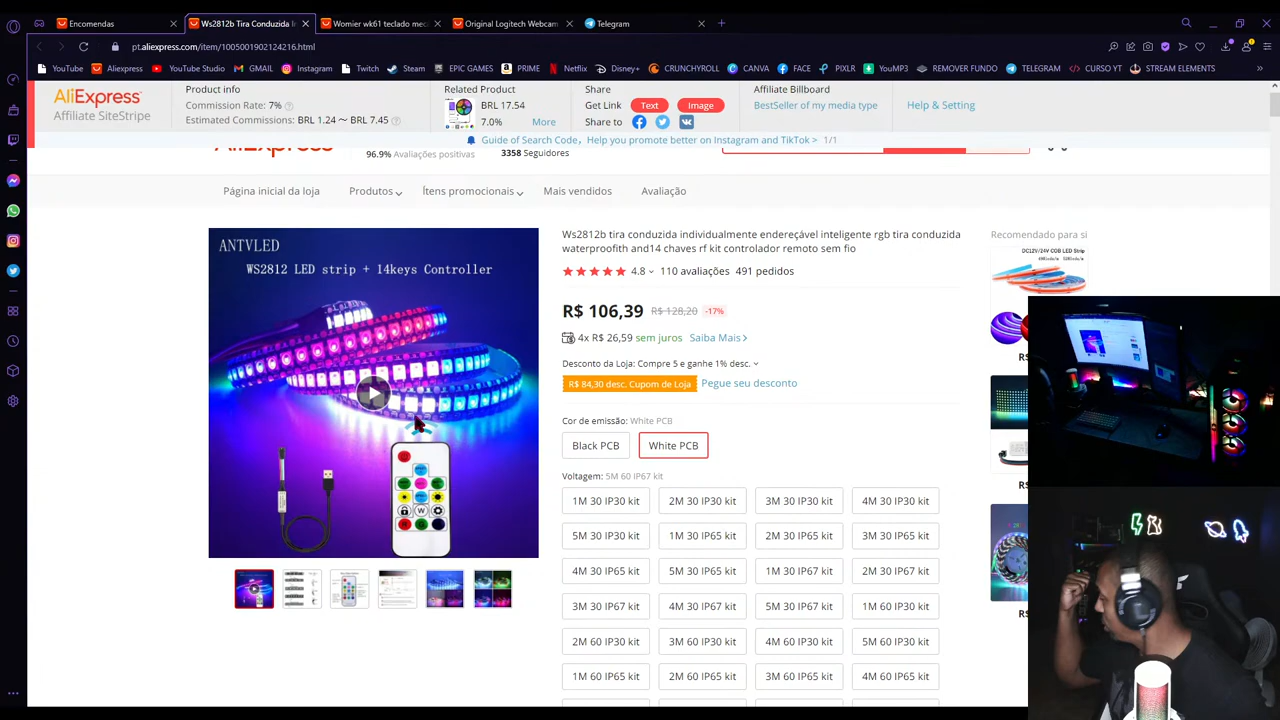 Encomendas
Ws2812b Tira Conduzida I
Womier wk61 teclado mec
Original Logitech Webcam
Telegram
pt.aliexpress.com/item/1005001902124216.html
YouTube
Aliexpress
YouTube Studio
GMAIL
Instagram
Twitch
Steam
EPIC GAMES
PRIME
Netflix
Disney+
CRUNCHYROLL
CANVA
FACE
PIXLR
YouMP3
REMOVER FUNDO
TELEGRAM
CURSO YT
STREAM ELEMENTS
AliExpress
Affiliate SiteStripe
Product info
Commission Rate: 7%
Estimated Commissions: BRL 1.24 ～ BRL 7.45
Related Product
BRL 17.54
7.0% More
Share
Get Link Text Image
Share to
Affiliate Billboard
BestSeller of my media type
Help & Setting
Guide of Search Code，Help you promote better on Instagram and TikTok > 1/1
AliExpress
96.9% Avaliações positivas
3358 Seguidores
Página inicial da loja
Produtos
Ítens promocionais
Mais vendidos
Avaliação
ANTVLED
WS2812 LED strip + 14keys Controller
W
Ws2812b tira conduzida individualmente endereçável inteligente rgb tira conduzida
waterproofith and14 chaves rf kit controlador remoto sem fio
4.8 110 avaliações 491 pedidos
R$ 106,39 R$ 128,20 -17%
4x R$ 26,59 sem juros Saiba Mais
Desconto da Loja: Compre 5 e ganhe 1% desc.
R$ 84,30 desc. Cupom de Loja Pegue seu desconto
Cor de emissão: White PCB
Black PCB White PCB
Voltagem: 5M 60 IP67 kit
1M 30 IP30 kit 2M 30 IP30 kit 3M 30 IP30 kit 4M 30 IP30 kit
5M 30 IP30 kit 1M 30 IP65 kit 2M 30 IP65 kit 3M 30 IP65 kit
4M 30 IP65 kit 5M 30 IP65 kit 1M 30 IP67 kit 2M 30 IP67 kit
3M 30 IP67 kit 4M 30 IP67 kit 5M 30 IP67 kit 1M 60 IP30 kit
2M 60 IP30 kit 3M 60 IP30 kit 4M 60 IP30 kit 5M 60 IP30 kit
1M 60 IP65 kit 2M 60 IP65 kit 3M 60 IP65 kit 4M 60 IP65 kit
Recomendado para si
DC12V/24V COB LED Strip
R$
R$
R$